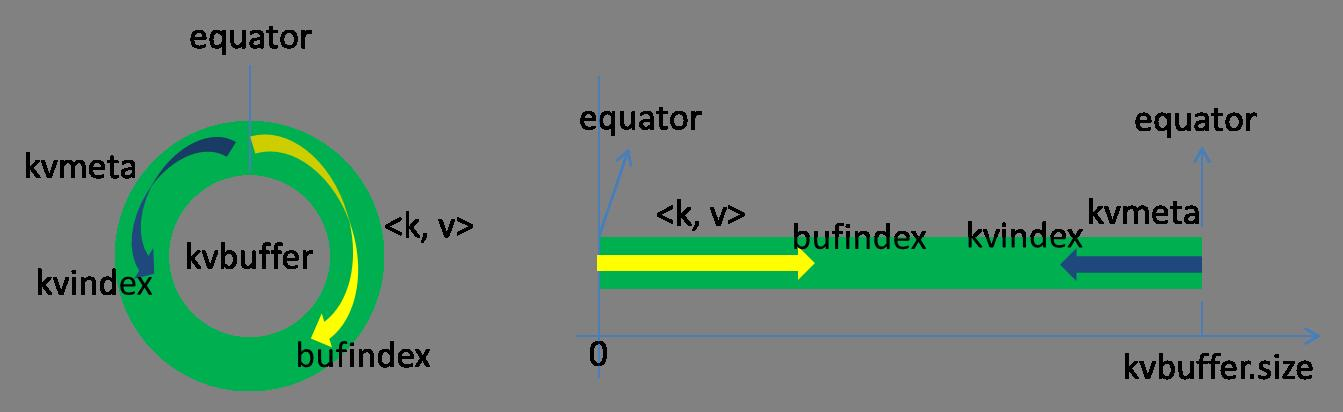 equator
kvmeta
<k, v>
kvbuffer
kvindex
bufindex
equator
equator
<k, v>
kvmeta
bufindex
kvindex
0
kvbuffer.size